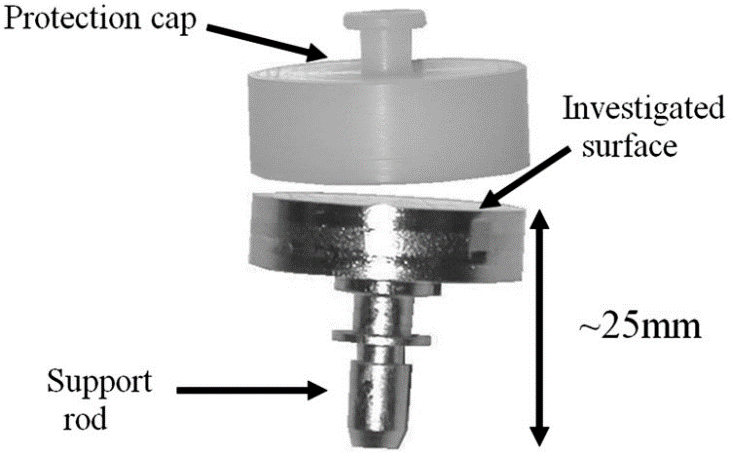 Protection cap
Investigated
surface
~25mm
Support
rod